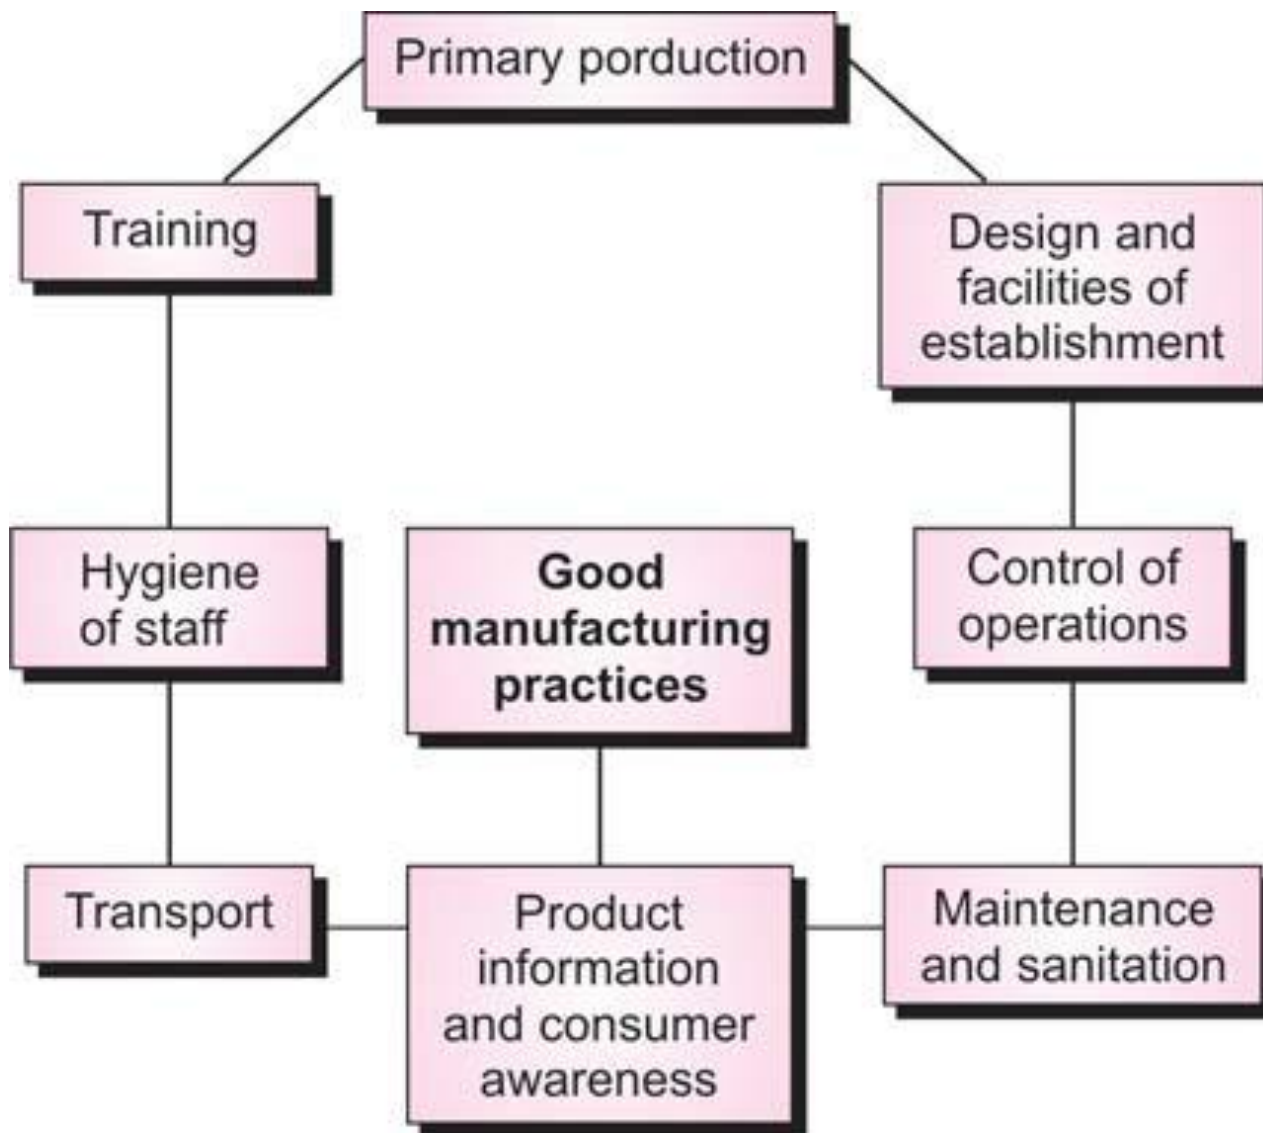 Primary porduction
Training
Design and
facilities of
establishment
Hygiene
of staff
Good
manufacturing
practices
Control of
operations
Transport
Product
information
and consumer
awareness
Maintenance
and sanitation